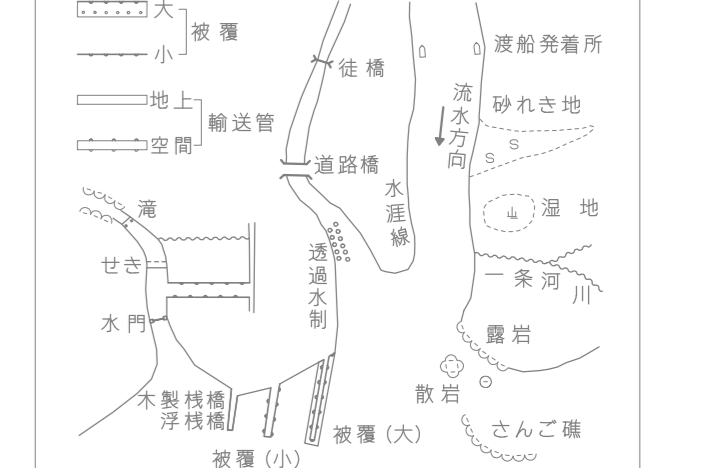 大
被覆
小
地上
輸送管
空間
徒橋
渡船発着所
流水方向
砂れき地
S
S
道路橋
水涯線
湿地
滝
せき
透過水制
一条河川
水門
露岩
散岩
木製桟橋
浮桟橋
被覆(大)
被覆(小)
さんご礁